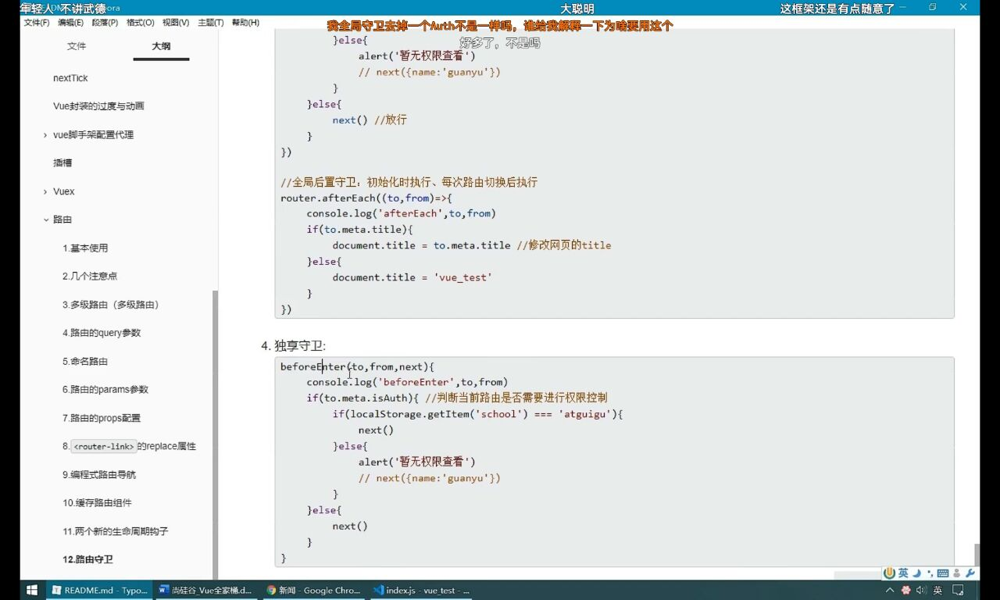 年轻人 不讲武德
ora
大聪明
这框架还是有点随意了
文件(F) 编辑(E) 段落(P) 格式(O) 视图(V) 主题(T) 帮助(H)
我全局守卫去掉一个Auth不是一样吗，谁给我解释一下为啥要用这个
好多了，不是吗
文件 大纲
nextTick
Vue封装的过度与动画
vue脚手架配置代理
插槽
Vuex
路由
1.基本使用
2.几个注意点
3.多级路由（多级路由）
4.路由的query参数
5.命名路由
6.路由的params参数
7.路由的props配置
8.<router-link>的replace属性
9.编程式路由导航
10.缓存路由组件
11.两个新的生命周期钩子
12.路由守卫
}else{
alert('暂无权限查看')
// next({name:'guanyu'})
}
}else{
next() //放行
}
})
//全局后置守卫：初始化时执行、每次路由切换后执行
router.afterEach((to,from)=>{
console.log('afterEach',to,from)
if(to.meta.title){
document.title = to.meta.title //修改网页的title
}else{
document.title = 'vue_test'
}
})
4. 独享守卫:
beforeEnter(to,from,next){
console.log('beforeEnter',to,from)
if(to.meta.isAuth){ //判断当前路由是否需要进行权限控制
if(localStorage.getItem('school') === 'atguigu'){
next()
}else{
alert('暂无权限查看')
// next({name:'guanyu'})
}
}else{
next()
}
}
英
README.md - Typo... 尚硅谷_Vue全家桶.d... 新闻 - Google Chro... index.js - vue_test - ... 英